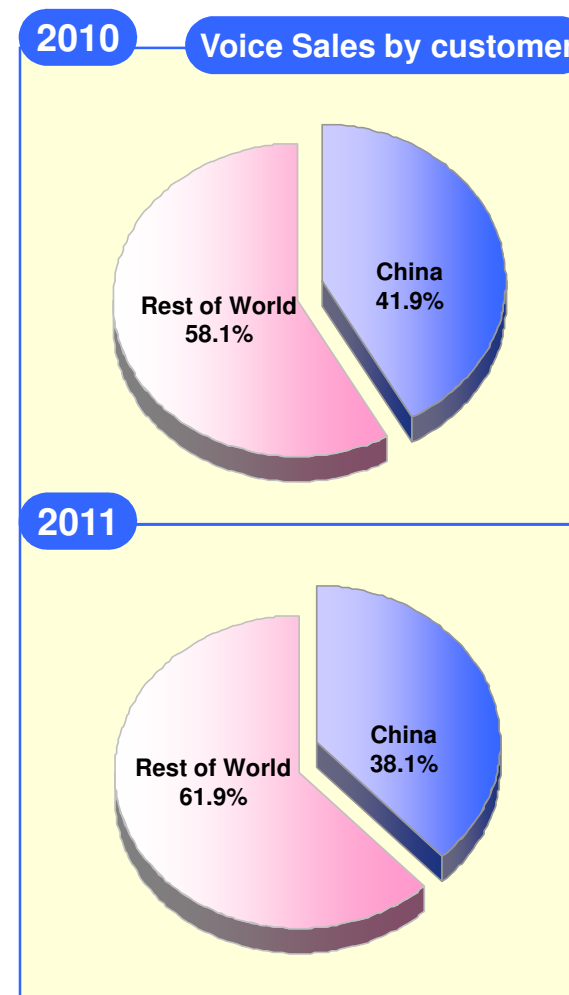 2010
Voice Sales by customer
China
41.9%
Rest of World
58.1%
2011
China
38.1%
Rest of World
61.9%